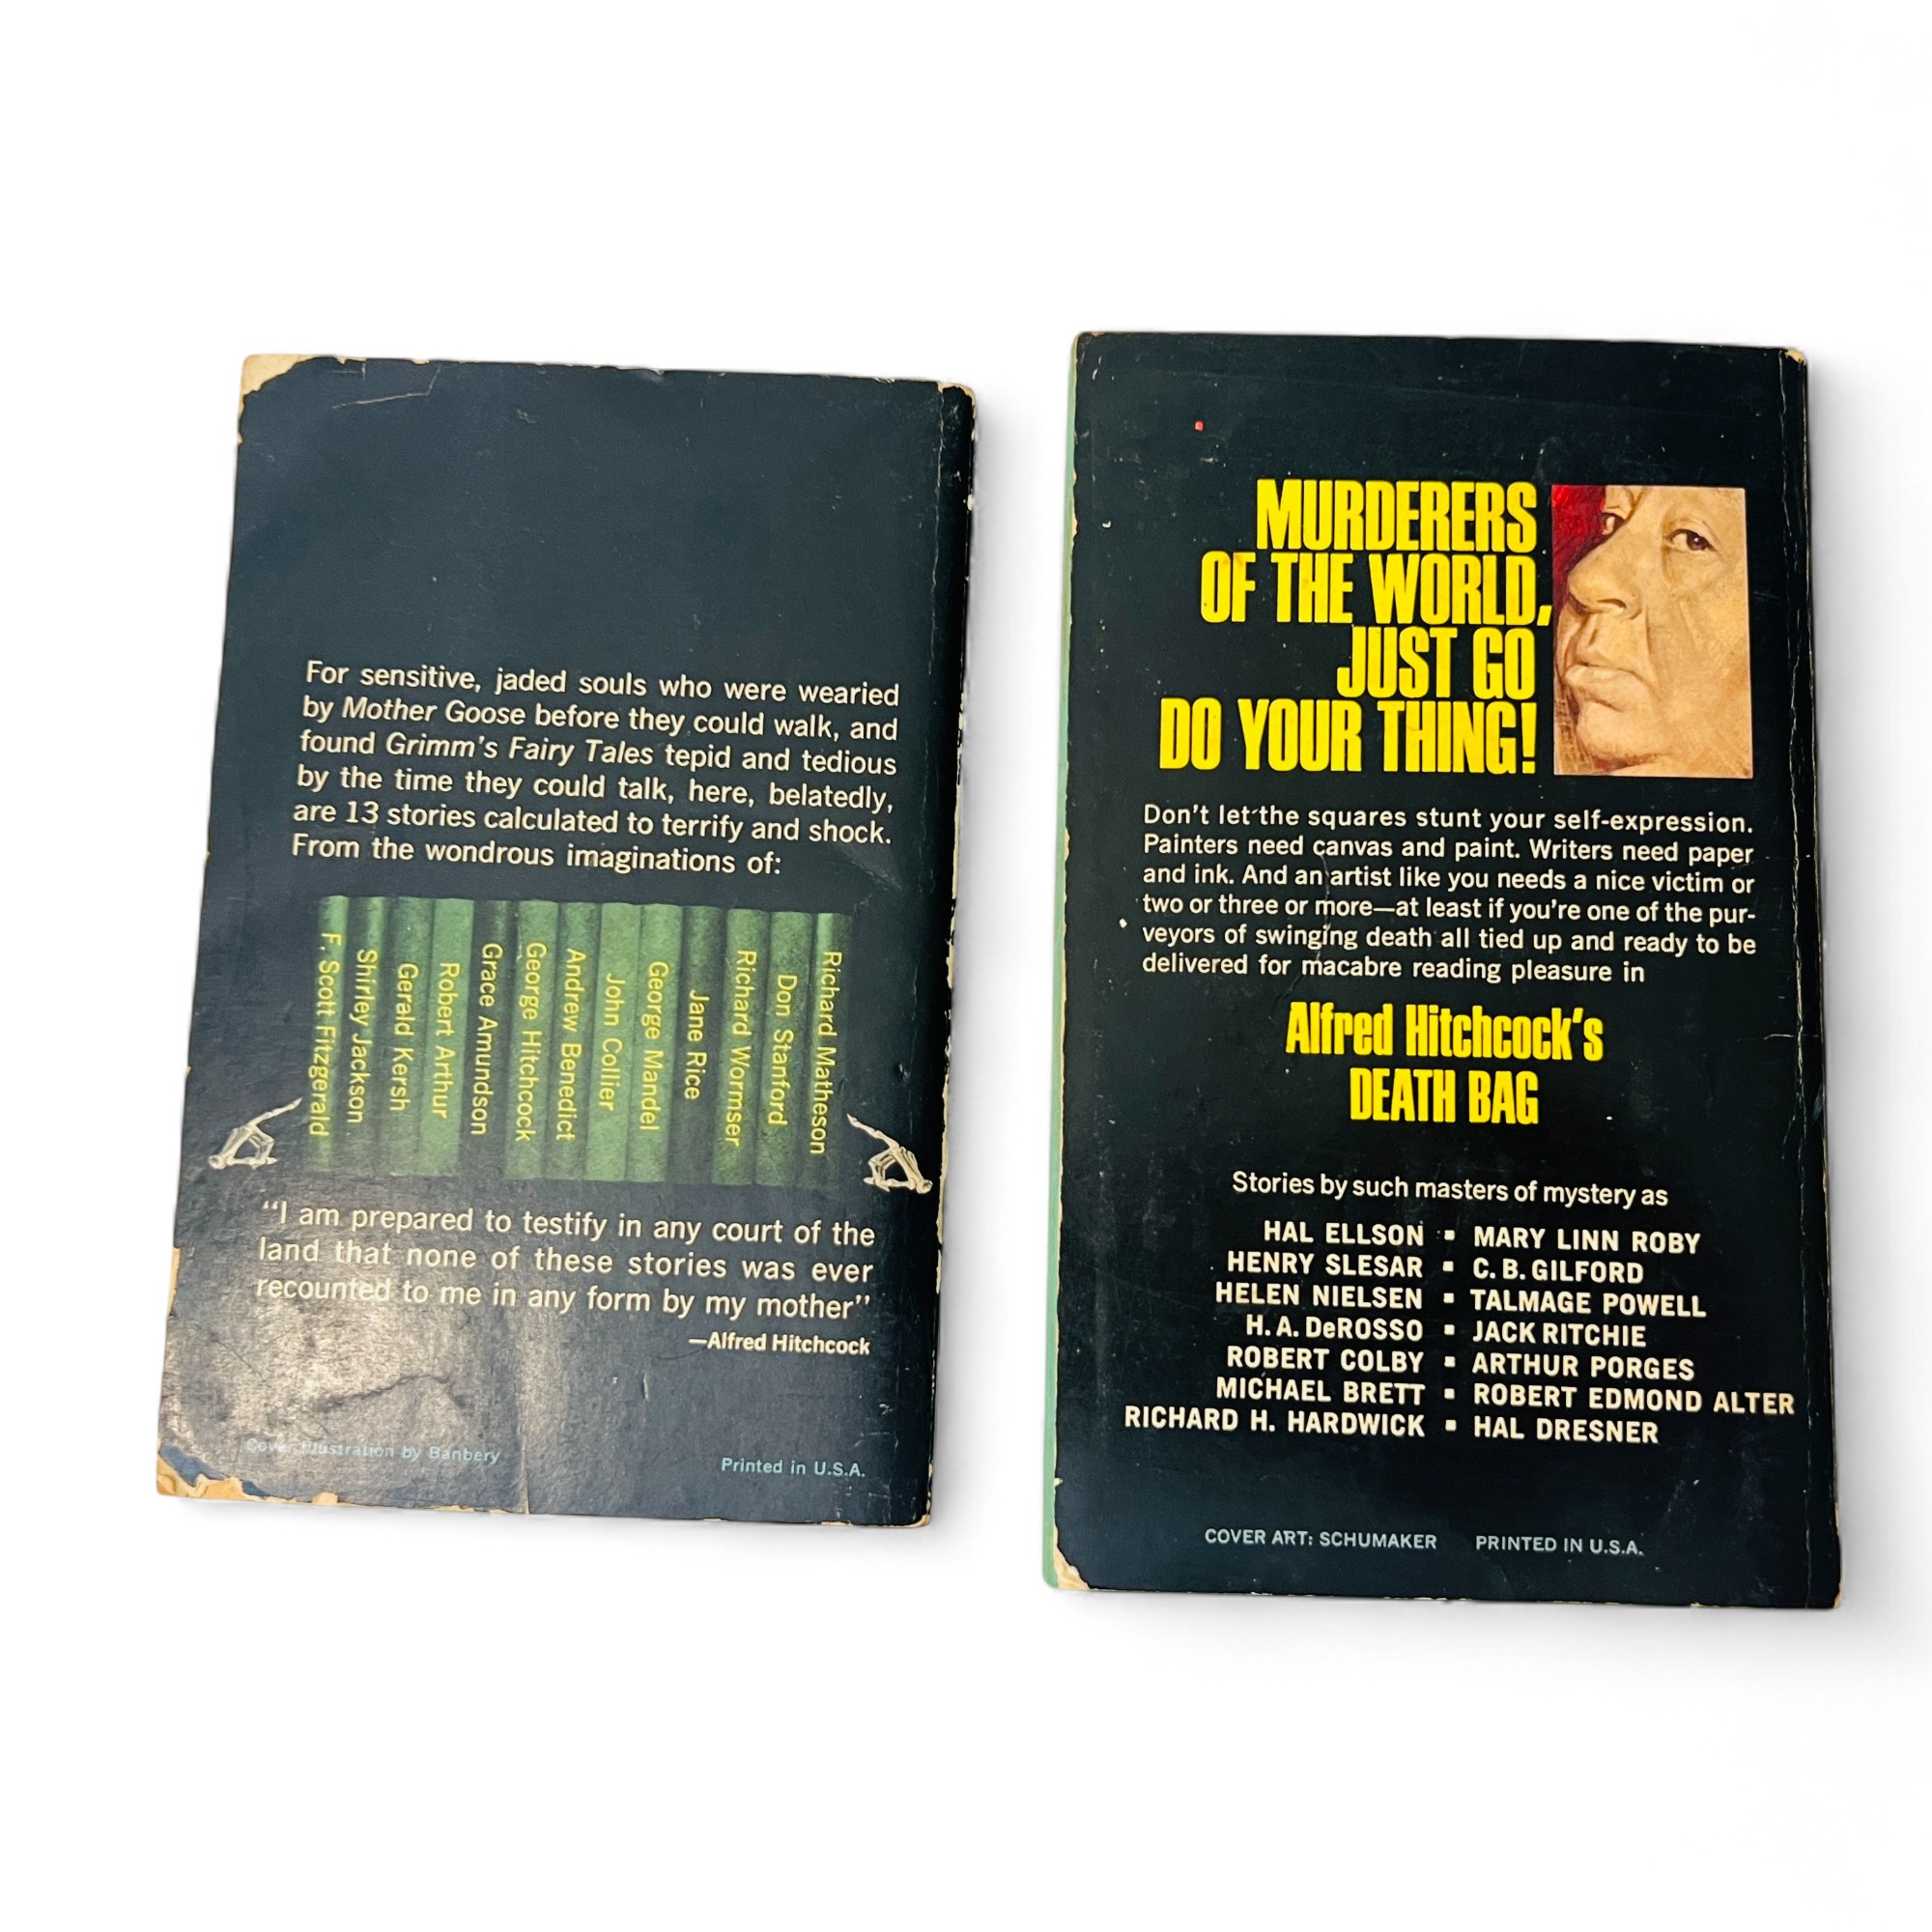 For sensitive, jaded souls who were wearied
by Mother Goose before they could walk, and
found Grimm's Fairy Tales tepid and tedious
by the time they could talk, here, belatedly,
are 13 stories calculated to terrify and shock.
From the wondrous imaginations of:
F. Scott Fitzgerald
Shirley Jackson
Gerald Kersh
Robert Arthur
Grace Amundson
George Hitchcock
Andrew Benedict
John Collier
George Mandel
Jane Rice
Richard Wormser
Don Stanford
Richard Matheson
"I am prepared to testify in any court of the
land that none of these stories was ever
recounted to me in any form by my mother"
—Alfred Hitchcock
Cover Illustration by Banbery
Printed in U.S.A.
MURDERERS
OF THE WORLD,
JUST GO
DO YOUR THING!
Don't let the squares stunt your self-expression.
Painters need canvas and paint. Writers need paper
and ink. And an artist like you needs a nice victim or
two or three or more—at least if you're one of the pur-
veyors of swinging death all tied up and ready to be
delivered for macabre reading pleasure in
Alfred Hitchcock's
DEATH BAG
Stories by such masters of mystery as
HAL ELLSON ▪ MARY LINN ROBY
HENRY SLESAR ▪ C. B. GILFORD
HELEN NIELSEN ▪ TALMAGE POWELL
H. A. DeROSSO ▪ JACK RITCHIE
ROBERT COLBY ▪ ARTHUR PORGES
MICHAEL BRETT ▪ ROBERT EDMOND ALTER
RICHARD H. HARDWICK ▪ HAL DRESNER
COVER ART: SCHUMAKER PRINTED IN U.S.A.